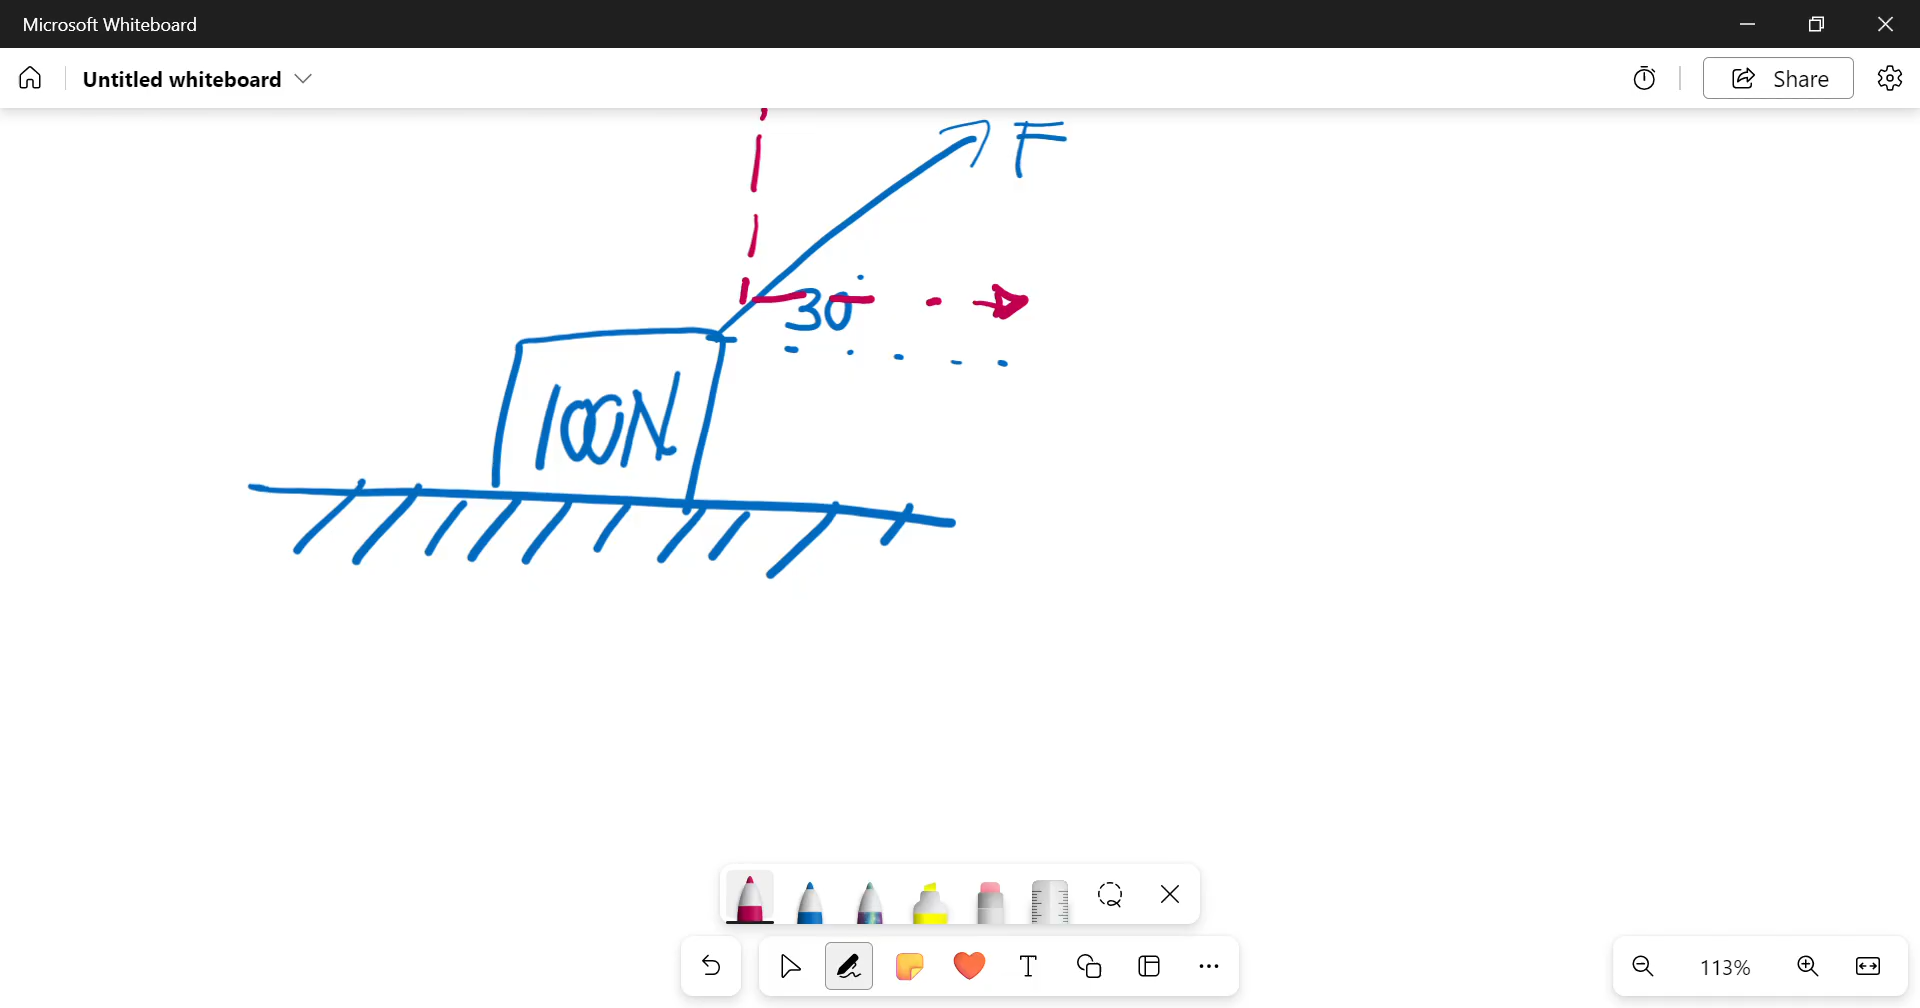 Microsoft Whiteboard
Untitled whiteboard
Share
F
30°
100N
T
113%